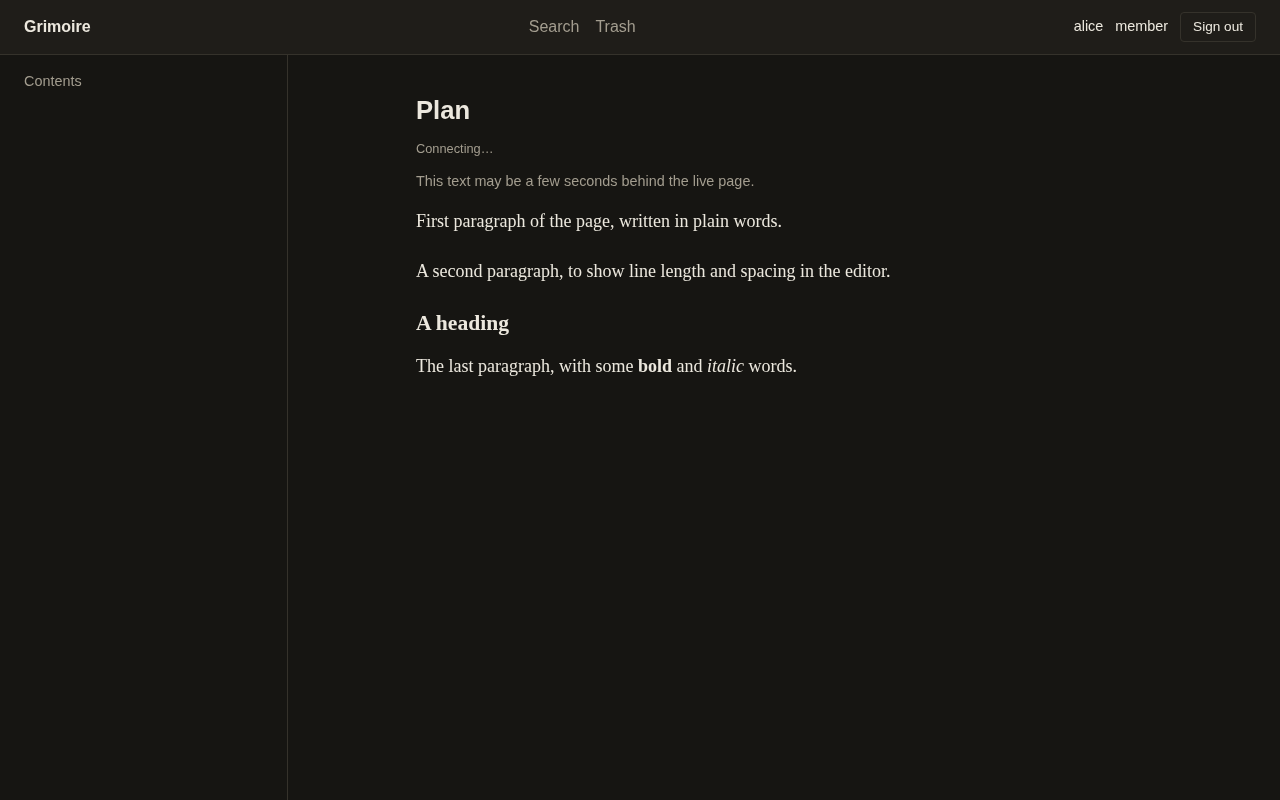 Grimoire
Search Trash
alice member Sign out
Contents
Plan
Connecting…
This text may be a few seconds behind the live page.
First paragraph of the page, written in plain words.
A second paragraph, to show line length and spacing in the editor.
A heading
The last paragraph, with some bold and italic words.